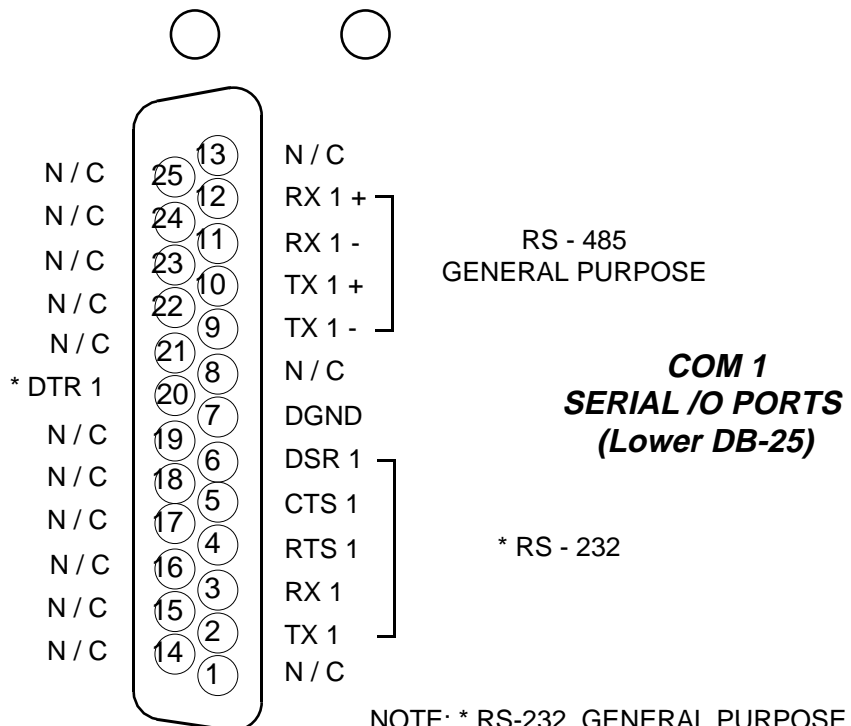 N / C 25 13 N / C
N / C 24 12 RX 1 +
N / C 23 11 RX 1 -
N / C 22 10 TX 1 +
N / C 21 9 TX 1 -
* DTR 1 20 8 N / C
N / C 19 7 DGND
N / C 18 6 DSR 1
N / C 17 5 CTS 1
N / C 16 4 RTS 1
N / C 15 3 RX 1
N / C 14 2 TX 1
1 N / C
RS - 485
GENERAL PURPOSE
COM 1
SERIAL /O PORTS
(Lower DB-25)
* RS - 232
NOTE: * RS-232 GENERAL PURPOSE